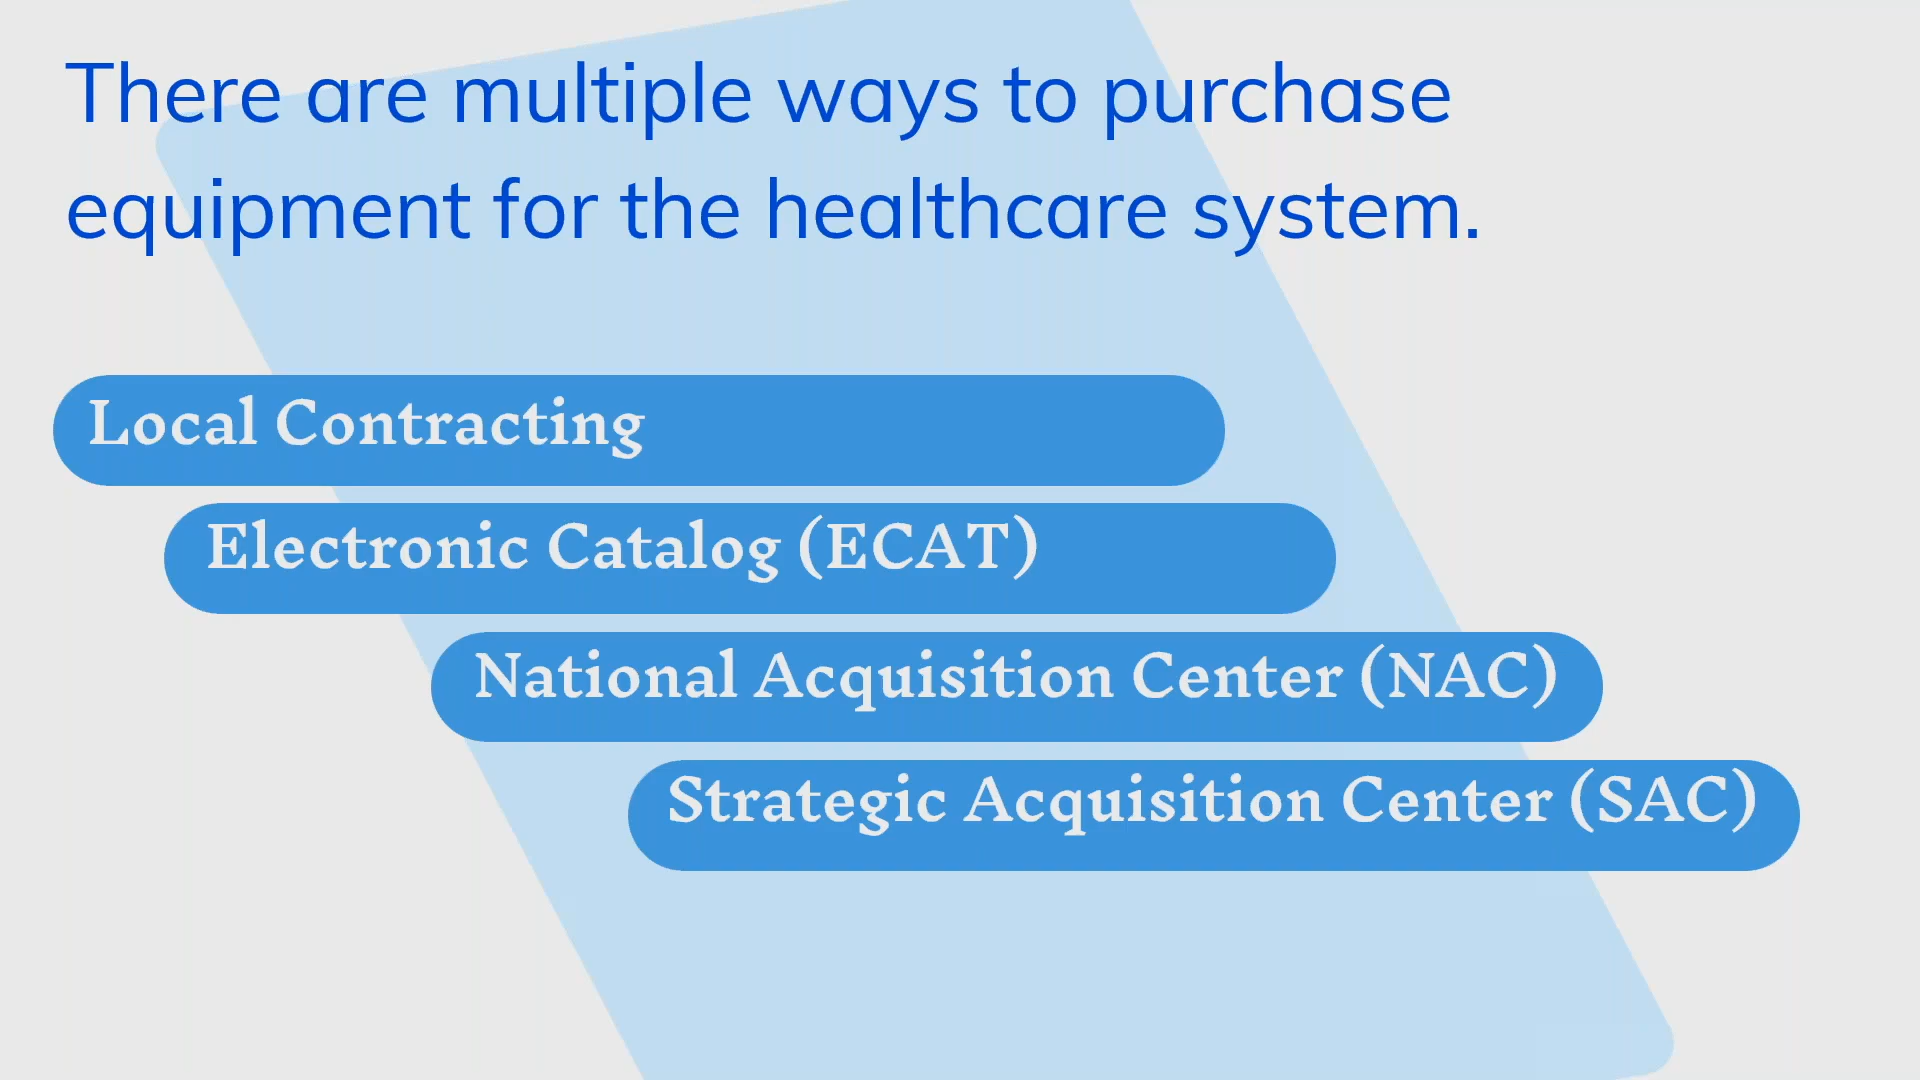 There are multiple ways to purchase
equipment for the healthcare system.
Local Contracting
Electronic Catalog (ECAT)
National Acquisition Center (NAC)
Strategic Acquisition Center (SAC)